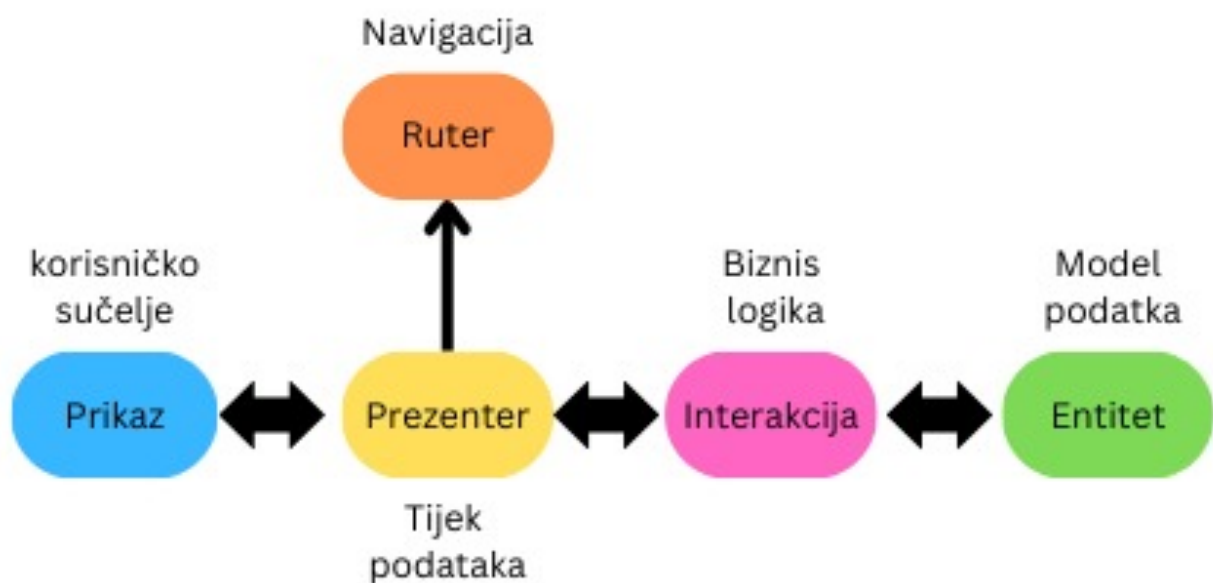 Navigacija
Ruter
korisničko
sučelje
Biznis
logika
Model
podatka
Prikaz
Prezenter
Interakcija
Entitet
Tijek
podataka